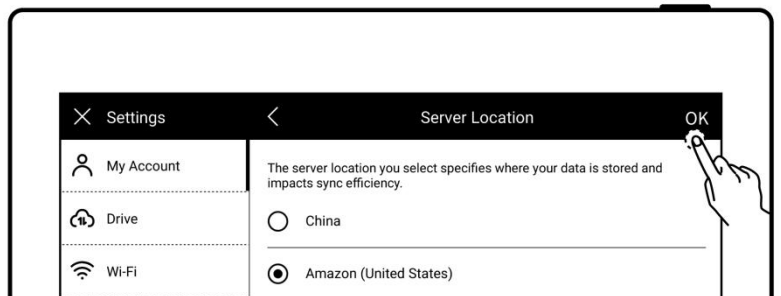 Settings
Server Location
OK
My Account
Drive
Wi-Fi
The server location you select specifies where your data is stored and
impacts sync efficiency.
China
Amazon (United States)